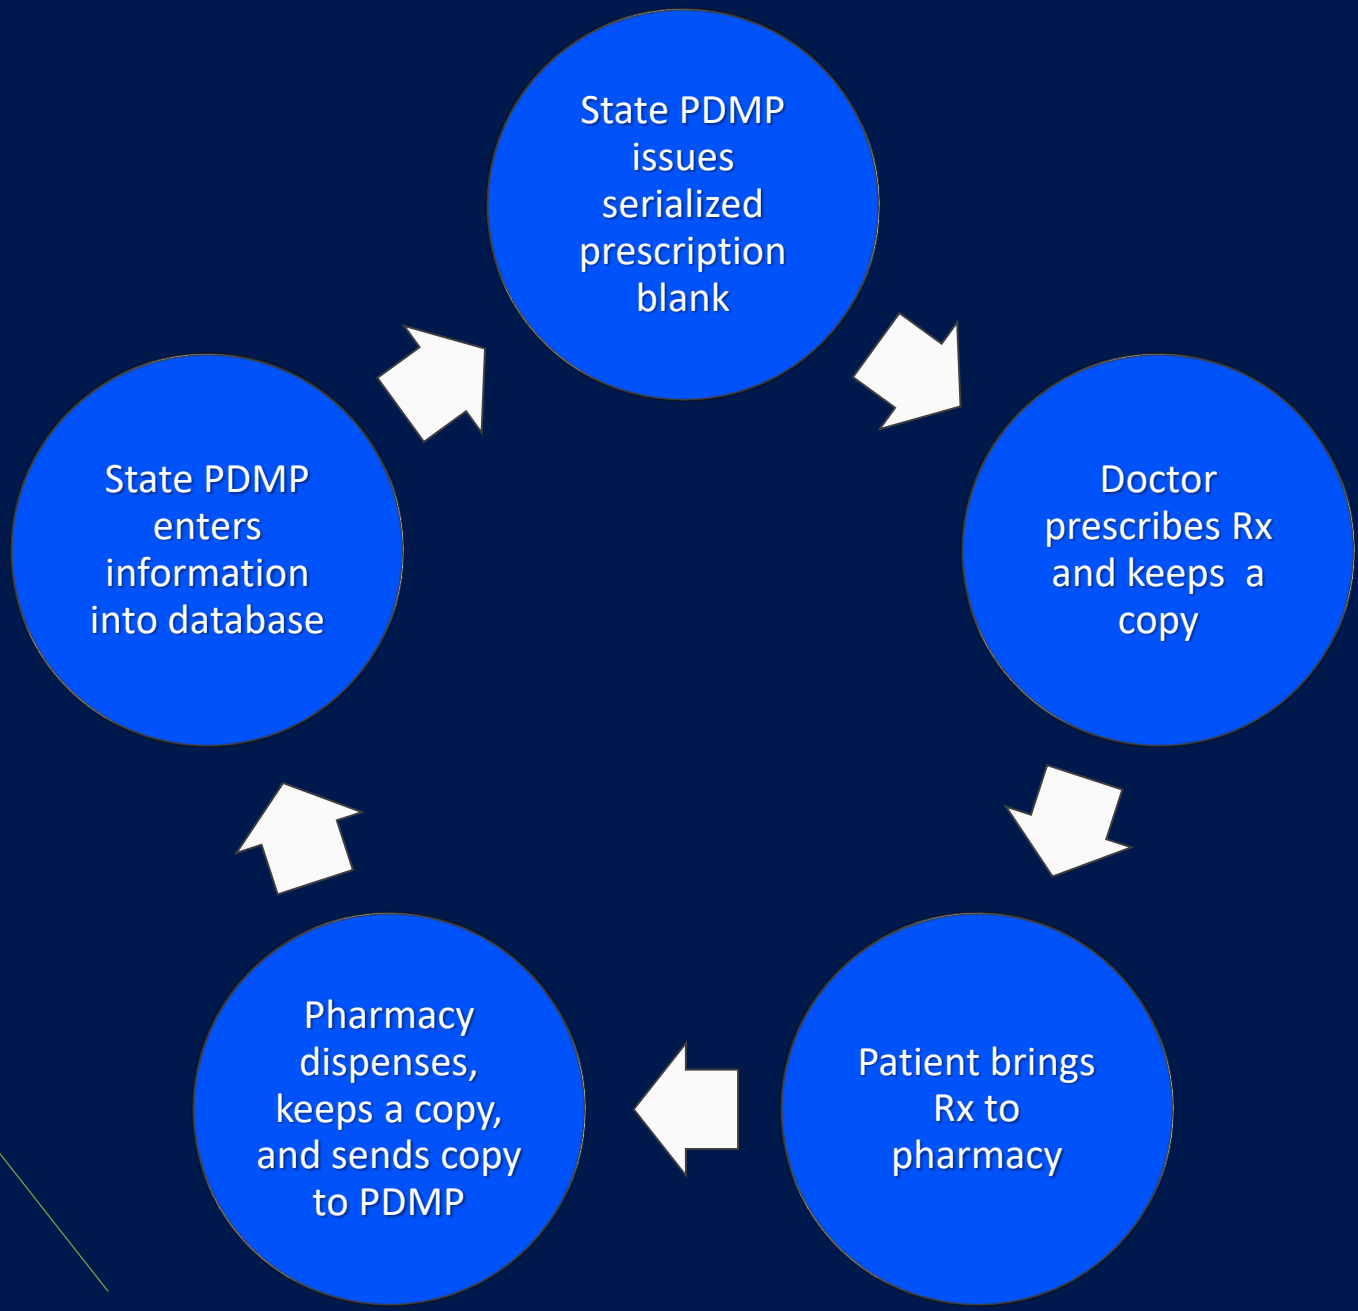 State PDMP
issues
serialized
prescription
blank
Doctor
prescribes Rx
and keeps  a
copy
Patient brings
Rx to
pharmacy
Pharmacy
dispenses,
keeps a copy,
and sends copy
to PDMP
State PDMP
enters
information
into database